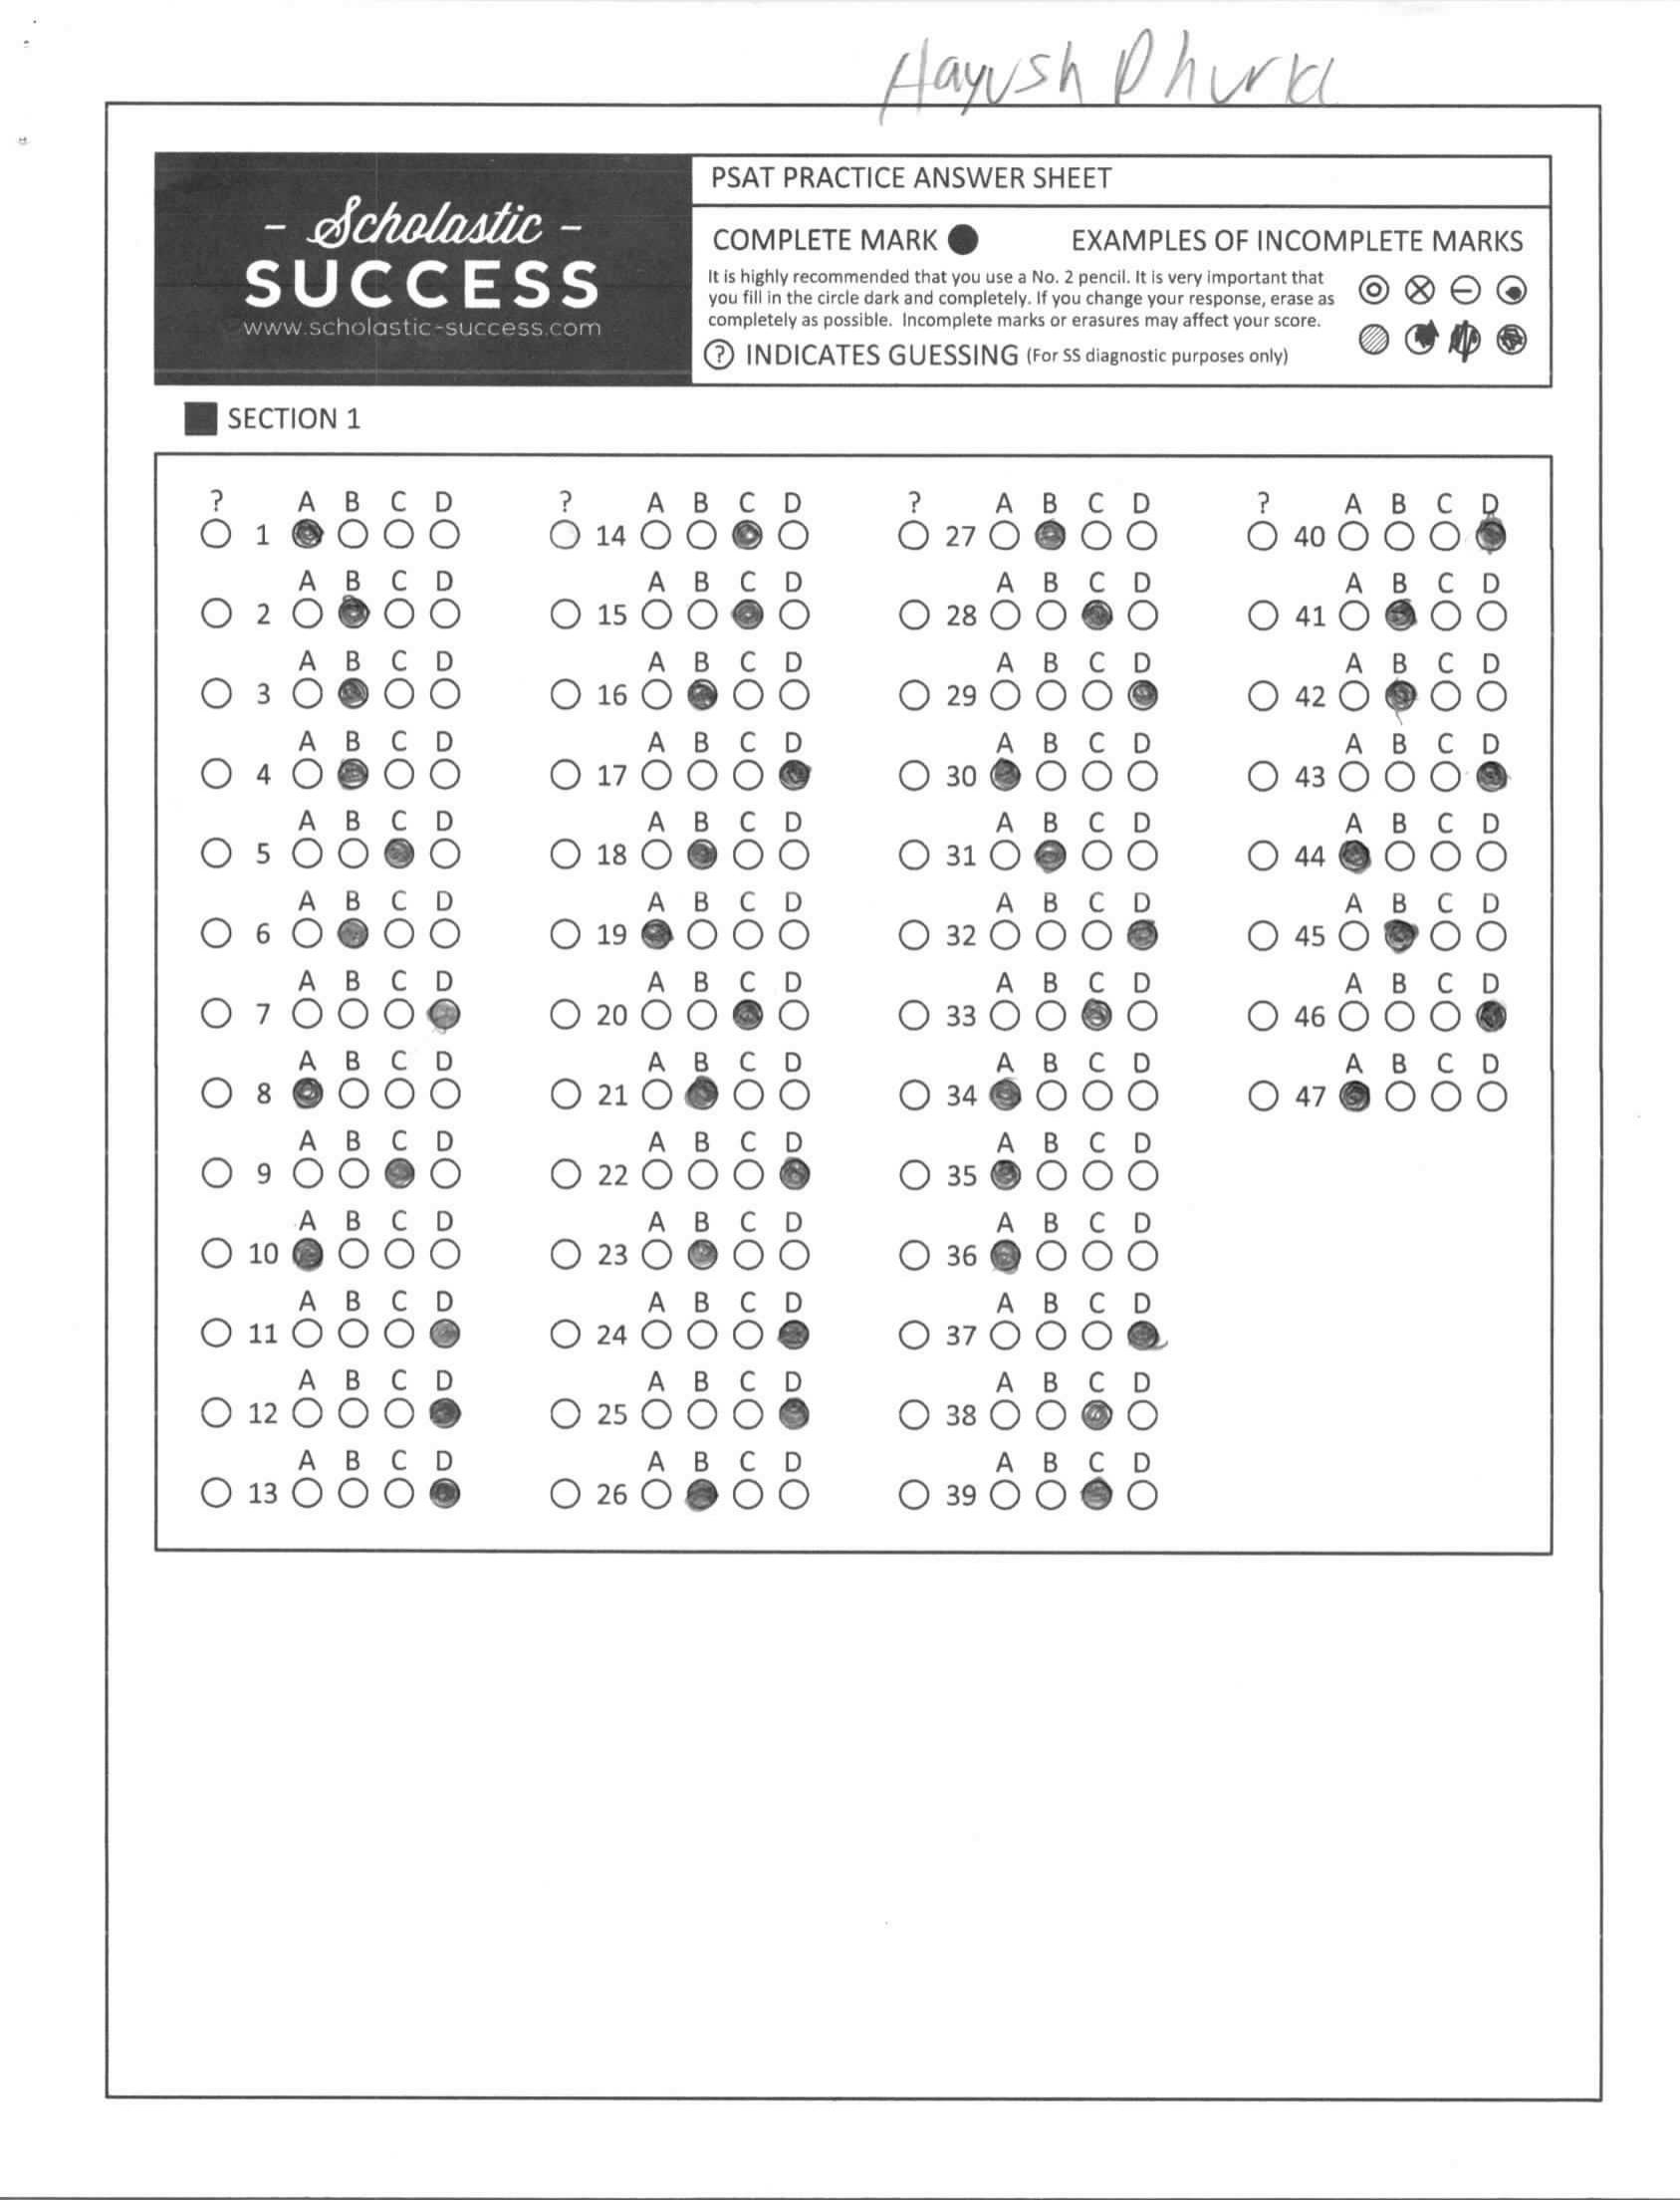 - Scholastic -
SUCCESS
www.scholastic-success.com
PSAT PRACTICE ANSWER SHEET
COMPLETE MARK
EXAMPLES OF INCOMPLETE MARKS
It is highly recommended that you use a No. 2 pencil. It is very important that
you fill in the circle dark and completely. If you change your response, erase as
completely as possible. Incomplete marks or erasures may affect your score.
? INDICATES GUESSING (For SS diagnostic purposes only)
SECTION 1
? A B C D
1
A B C D
2
A B C D
3
A B C D
4
A B C D
5
A B C D
6
A B C D
7
A B C D
8
A B C D
9
A B C D
10
A B C D
11
A B C D
12
A B C D
13
? A B C D
14
A B C D
15
A B C D
16
A B C D
17
A B C D
18
A B C D
19
A B C D
20
A B C D
21
A B C D
22
A B C D
23
A B C D
24
A B C D
25
A B C D
26
? A B C D
27
A B C D
28
A B C D
29
A B C D
30
A B C D
31
A B C D
32
A B C D
33
A B C D
34
A B C D
35
A B C D
36
A B C D
37
A B C D
38
A B C D
39
? A B C D
40
A B C D
41
A B C D
42
A B C D
43
A B C D
44
A B C D
45
A B C D
46
A B C D
47